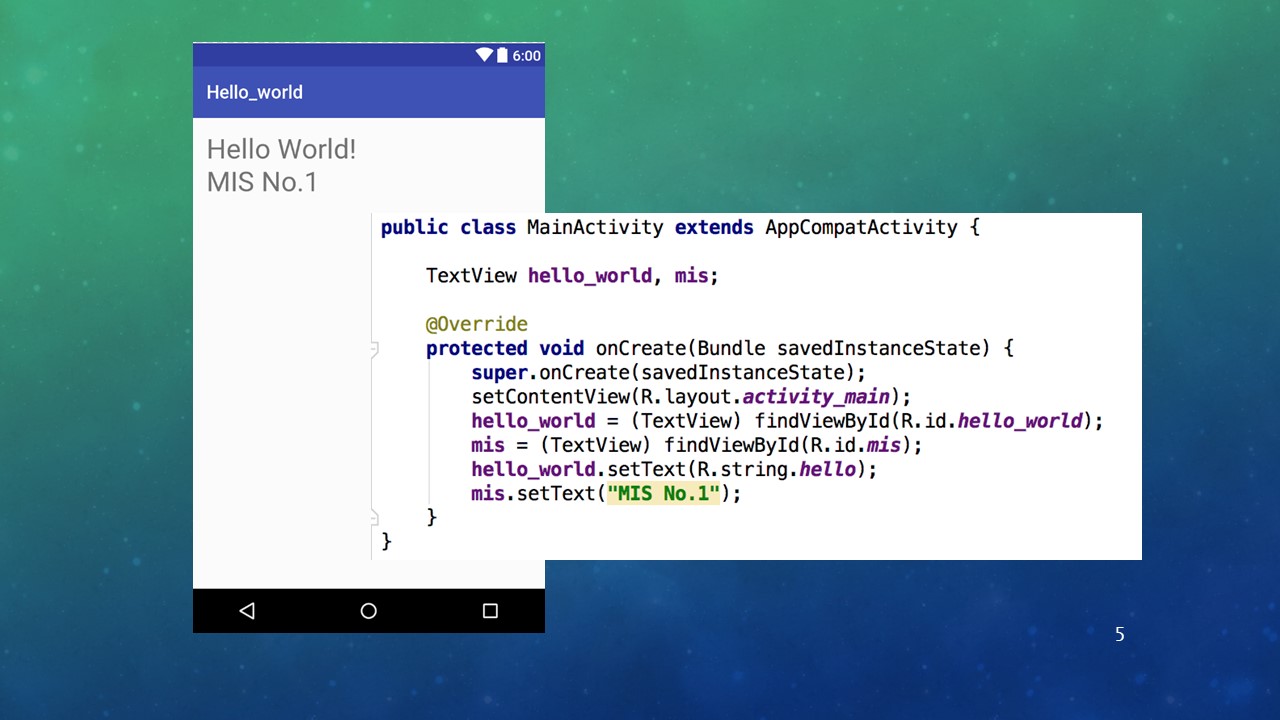 6:00
Hello_world
Hello World!
MIS No.1
public class MainActivity extends AppCompatActivity {
TextView hello_world, mis;
@Override
protected void onCreate(Bundle savedInstanceState) {
super.onCreate(savedInstanceState);
setContentView(R.layout.activity_main);
hello_world = (TextView) findViewById(R.id.hello_world);
mis = (TextView) findViewById(R.id.mis);
hello_world.setText(R.string.hello);
mis.setText("MIS No.1");
}
}
5